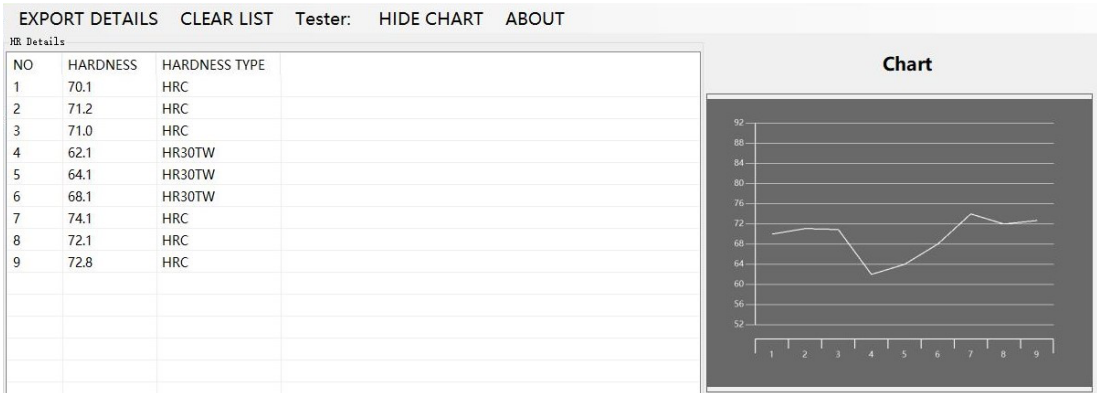 EXPORT DETAILS CLEAR LIST Tester: HIDE CHART ABOUT
HR Details
NO HARDNESS HARDNESS TYPE
1 70.1 HRC
2 71.2 HRC
3 71.0 HRC
4 62.1 HR30TW
5 64.1 HR30TW
6 68.1 HR30TW
7 74.1 HRC
8 72.1 HRC
9 72.8 HRC
Chart
92
88
84
80
76
72
68
64
60
56
52
1 2 3 4 5 6 7 8 9